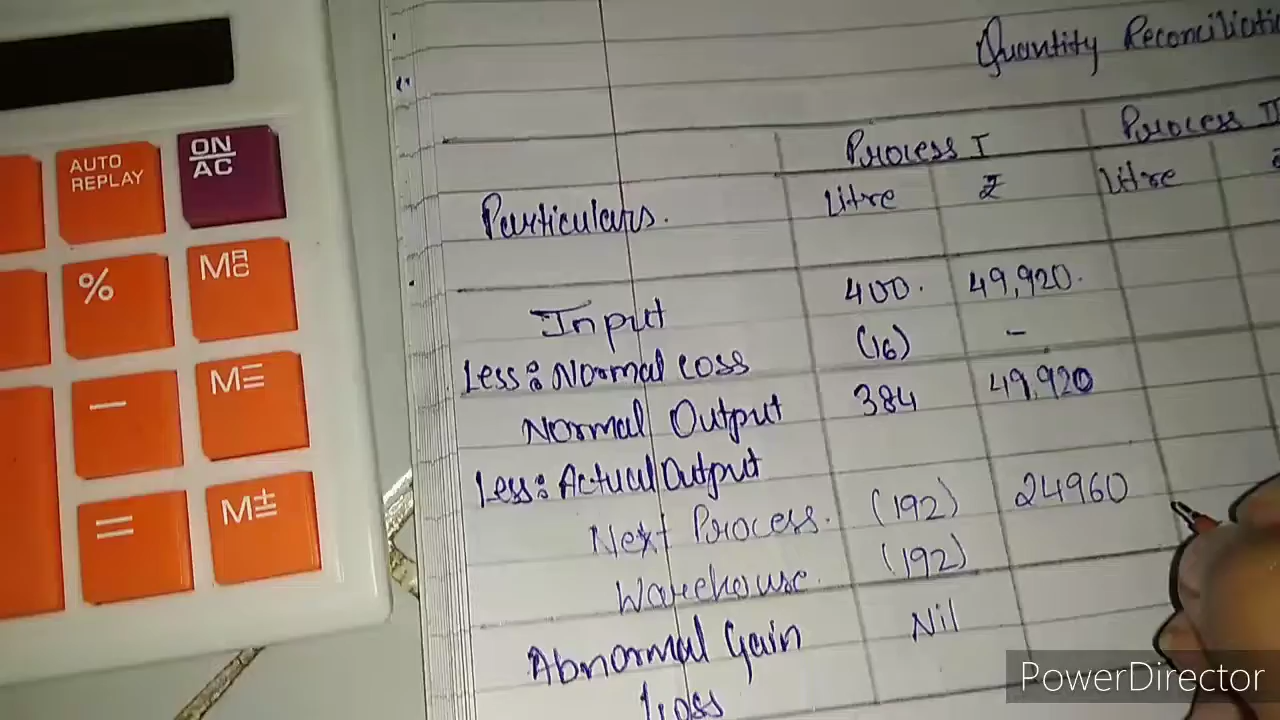 Quantity Reconciliati
Process I Process II
Particulars. Litre ₹ Litre ₹
Input 400. 49,920.
Less: Normal Loss (16) -
Normal Output 384 49,920
Less: Actual Output
Next Process. (192) 24960
Warehouse. (192)
Abnormal Gain Nil
Loss
ON
AC
AUTO
REPLAY
%
MRC
−
M=
=
M±
PowerDirector